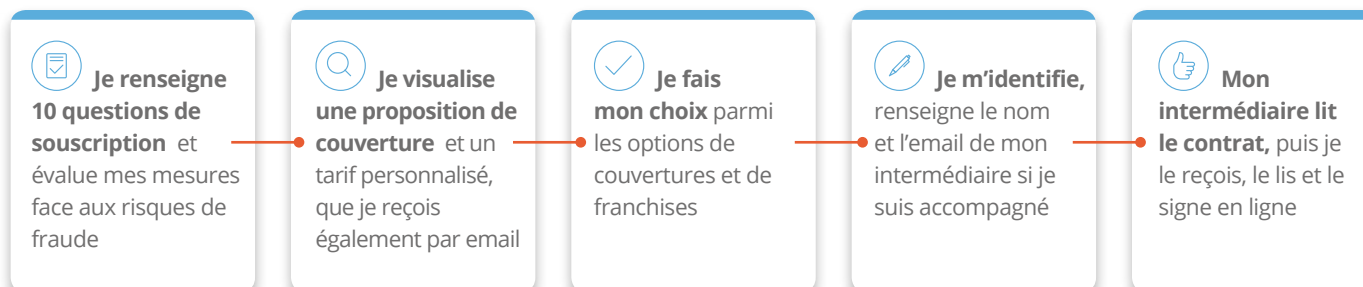 Je renseigne
10 questions de
souscription et
évalue mes mesures
face aux risques de
fraude
Je visualise
une proposition de
couverture et un
tarif personnalisé,
que je reçois
également par email
Je fais
mon choix parmi
les options de
couvertures et de
franchises
Je m’identifie,
renseigne le nom
et l’email de mon
intermédiaire si je
suis accompagné
Mon
intermédiaire lit
le contrat, puis je
le reçois, le lis et le
signe en ligne